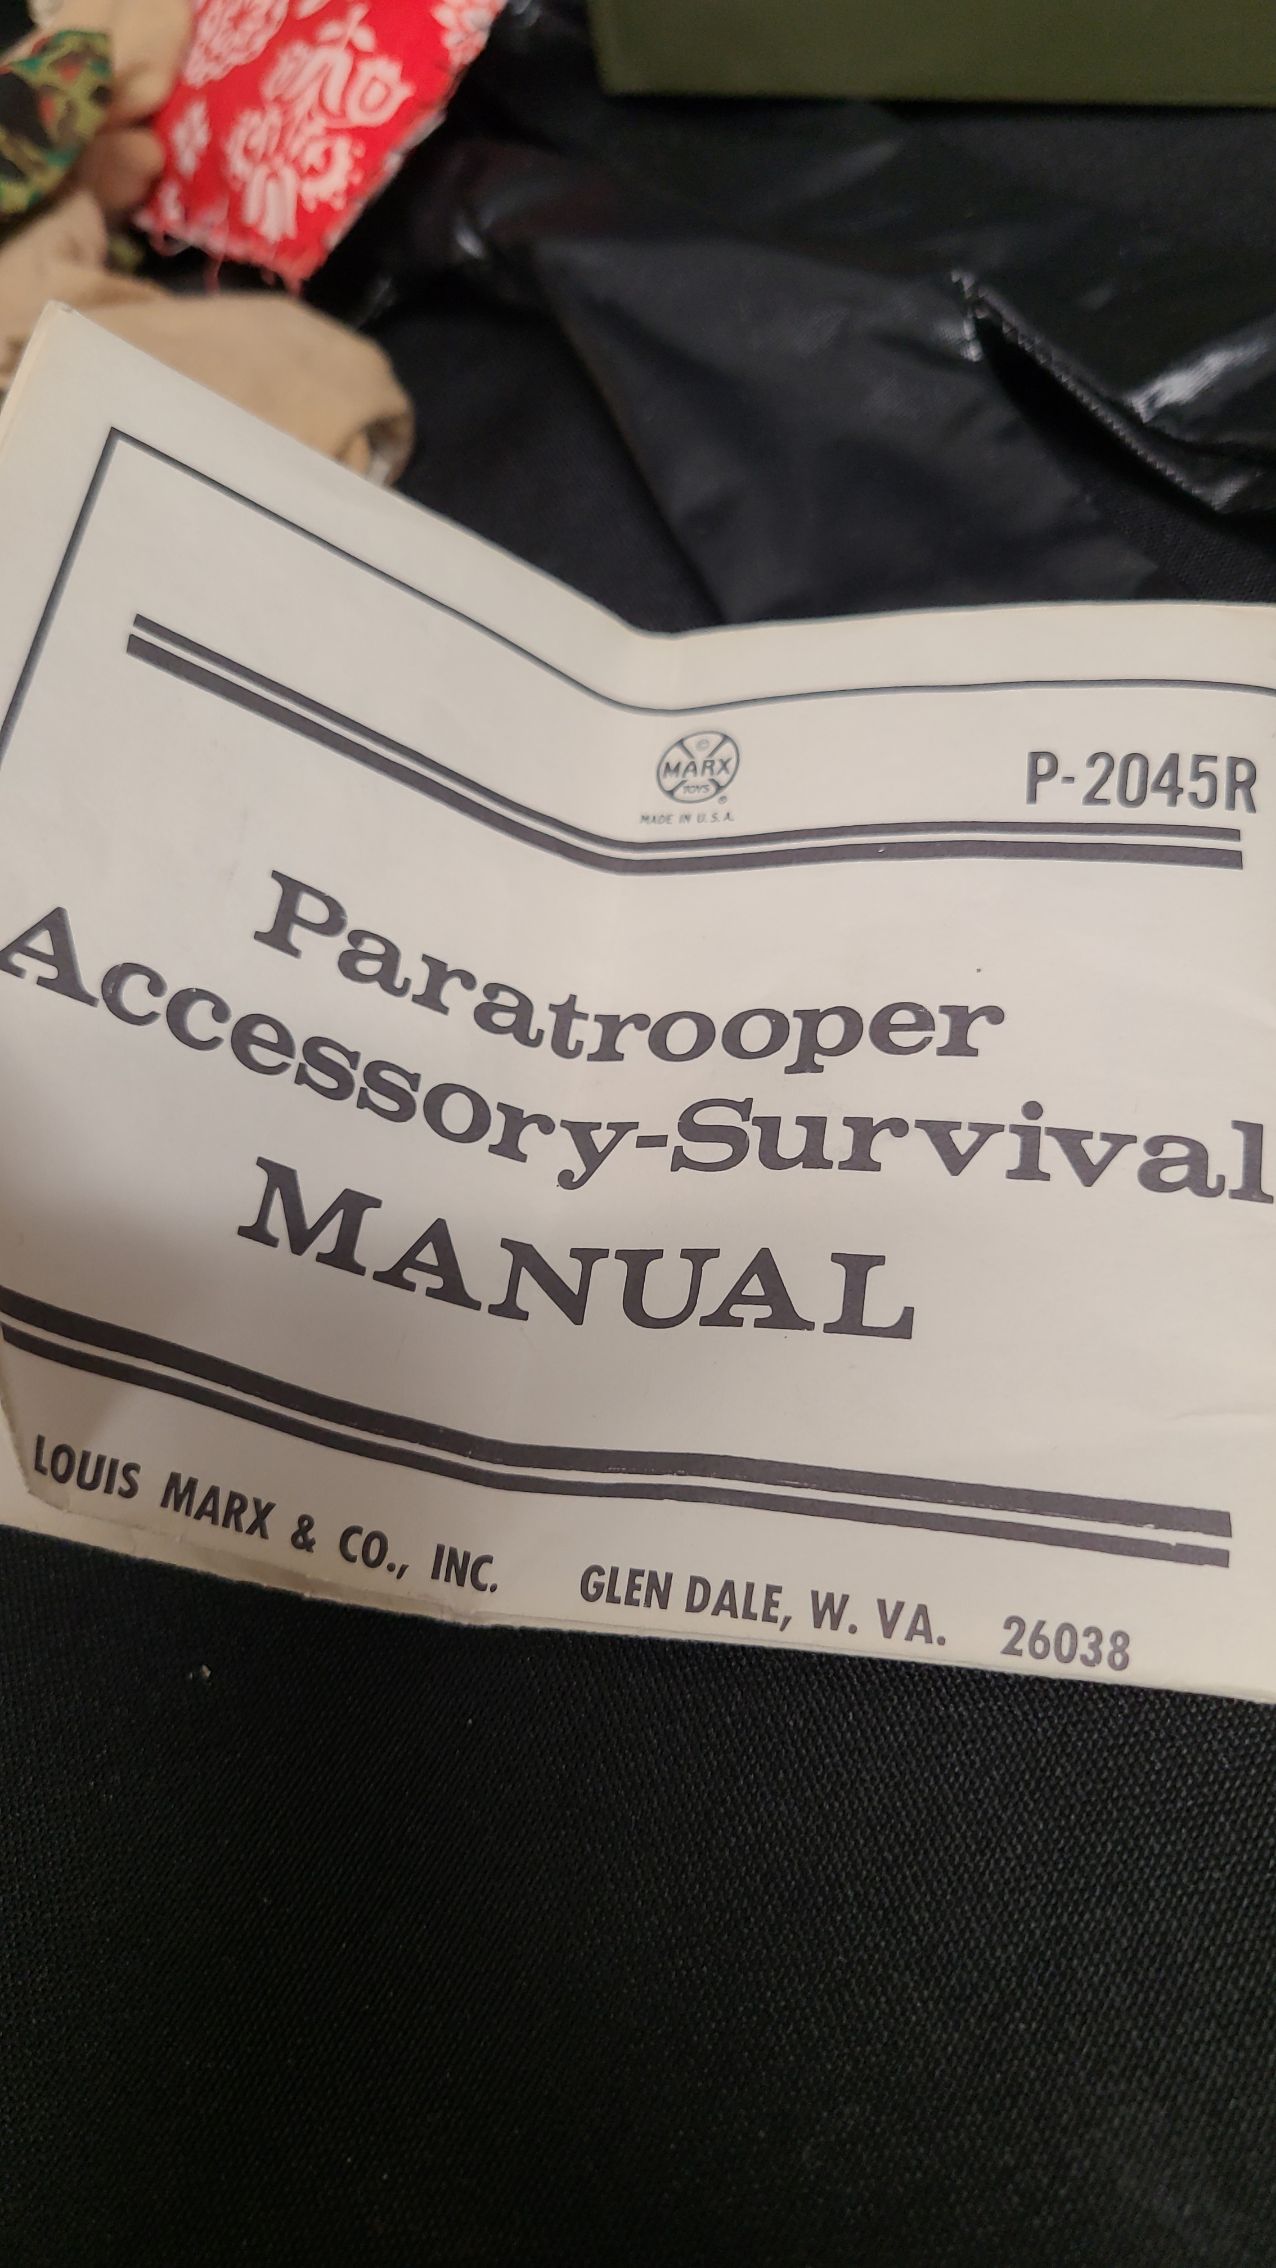 ©
MARX
TOYS
®
MADE IN U.S.A.
P-2045R
Paratrooper
Accessory-Survival
MANUAL
LOUIS MARX & CO., INC. GLEN DALE, W. VA. 26038